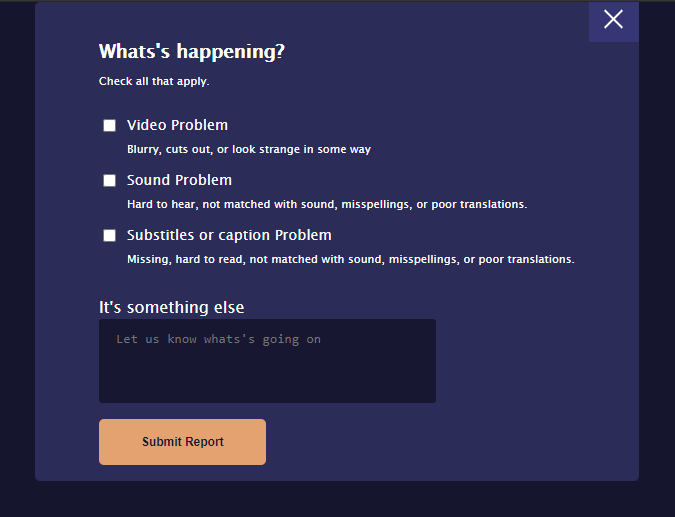 Whats's happening?
Check all that apply.
Video Problem
Blurry, cuts out, or look strange in some way
Sound Problem
Hard to hear, not matched with sound, misspellings, or poor translations.
Substitles or caption Problem
Missing, hard to read, not matched with sound, misspellings, or poor translations.
It's something else
Let us know whats's going on
Submit Report